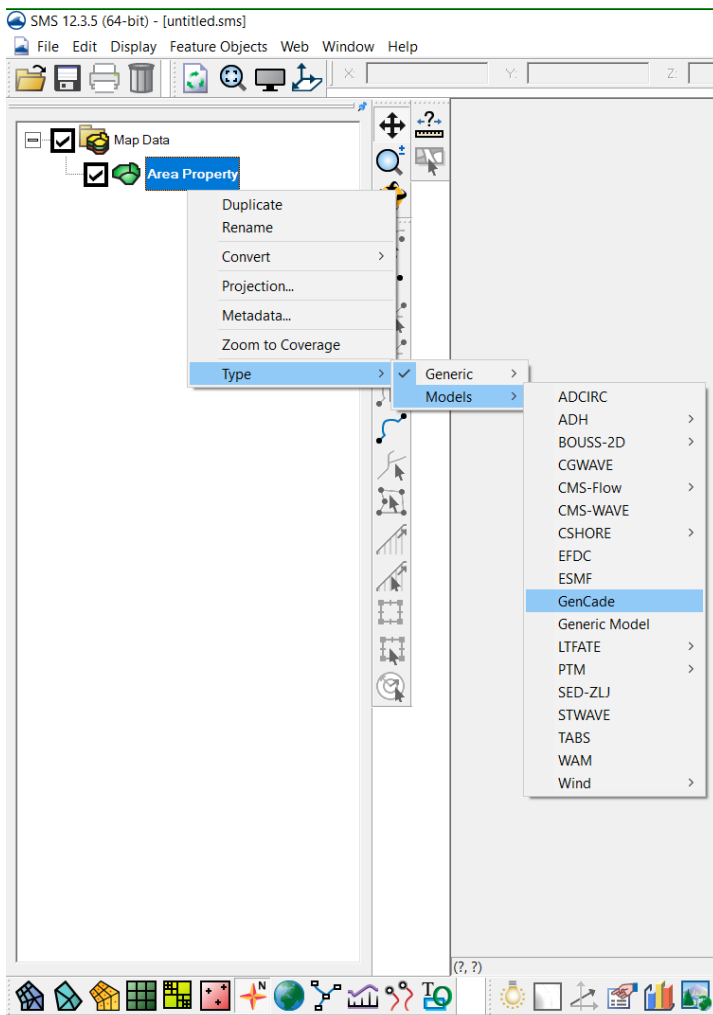 SMS 12.3.5 (64-bit) - [untitled.sms]
File Edit Display Feature Objects Web Window Help
X: Y: Z:
?
Map Data
Area Property
Duplicate
Rename
Convert
Projection...
Metadata...
Zoom to Coverage
Type
Generic
Models
ADCIRC
ADH
BOUSS-2D
CGWAVE
CMS-Flow
CMS-WAVE
CSHORE
EFDC
ESMF
GenCade
Generic Model
LTFATE
PTM
SED-ZLJ
STWAVE
TABS
WAM
Wind
(?, ?)
N
TO